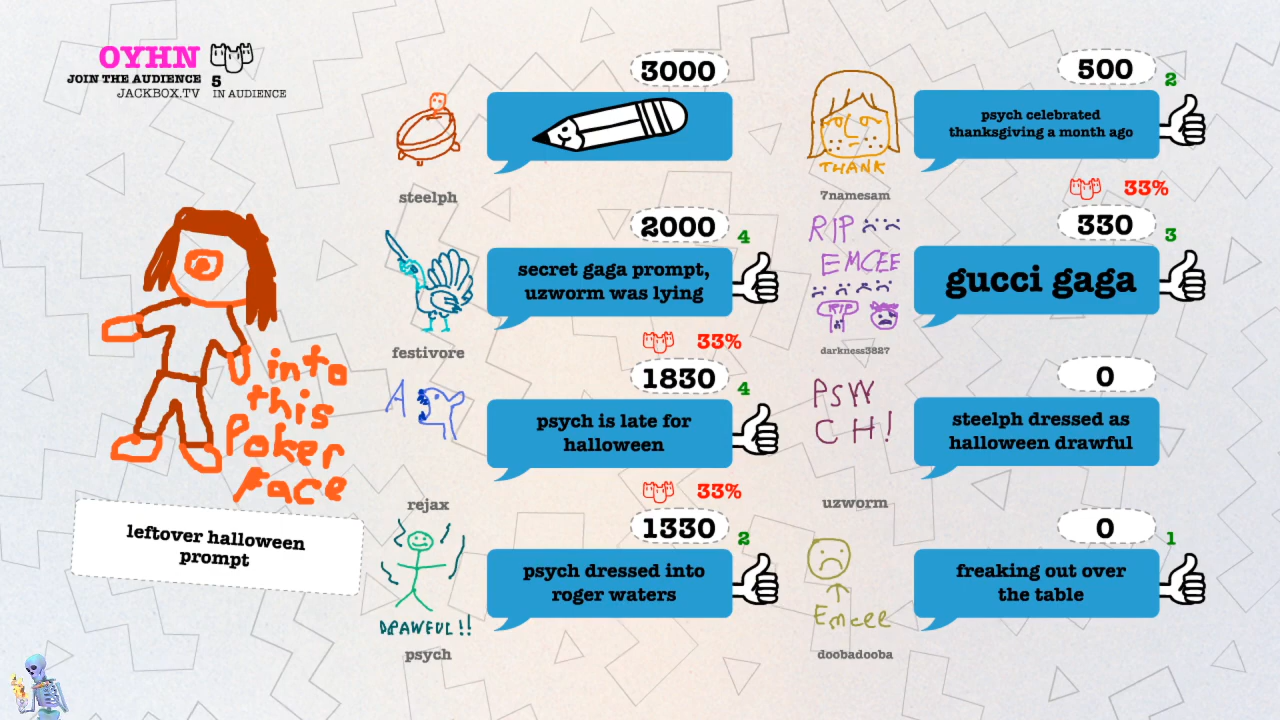 OYHN
JOIN THE AUDIENCE 5
JACKBOX.TV IN AUDIENCE
U into
this
Poker
Face
leftover halloween
prompt
3000
steelph
2000
4
secret gaga prompt,
uzworm was lying
33%
festivore
1830
4
A
psych is late for
halloween
33%
rejax
1330
2
psych dressed into
roger waters
DRAWFUL!!
psych
500
2
psych celebrated
thanksgiving a month ago
THANK
33%
7namesam
330
3
RIP
EMCEE
RIP
gucci gaga
darkness3827
0
PSW
CH!
steelph dressed as
halloween drawful
uzworm
0
1
freaking out over
the table
Emcee
doobadooba